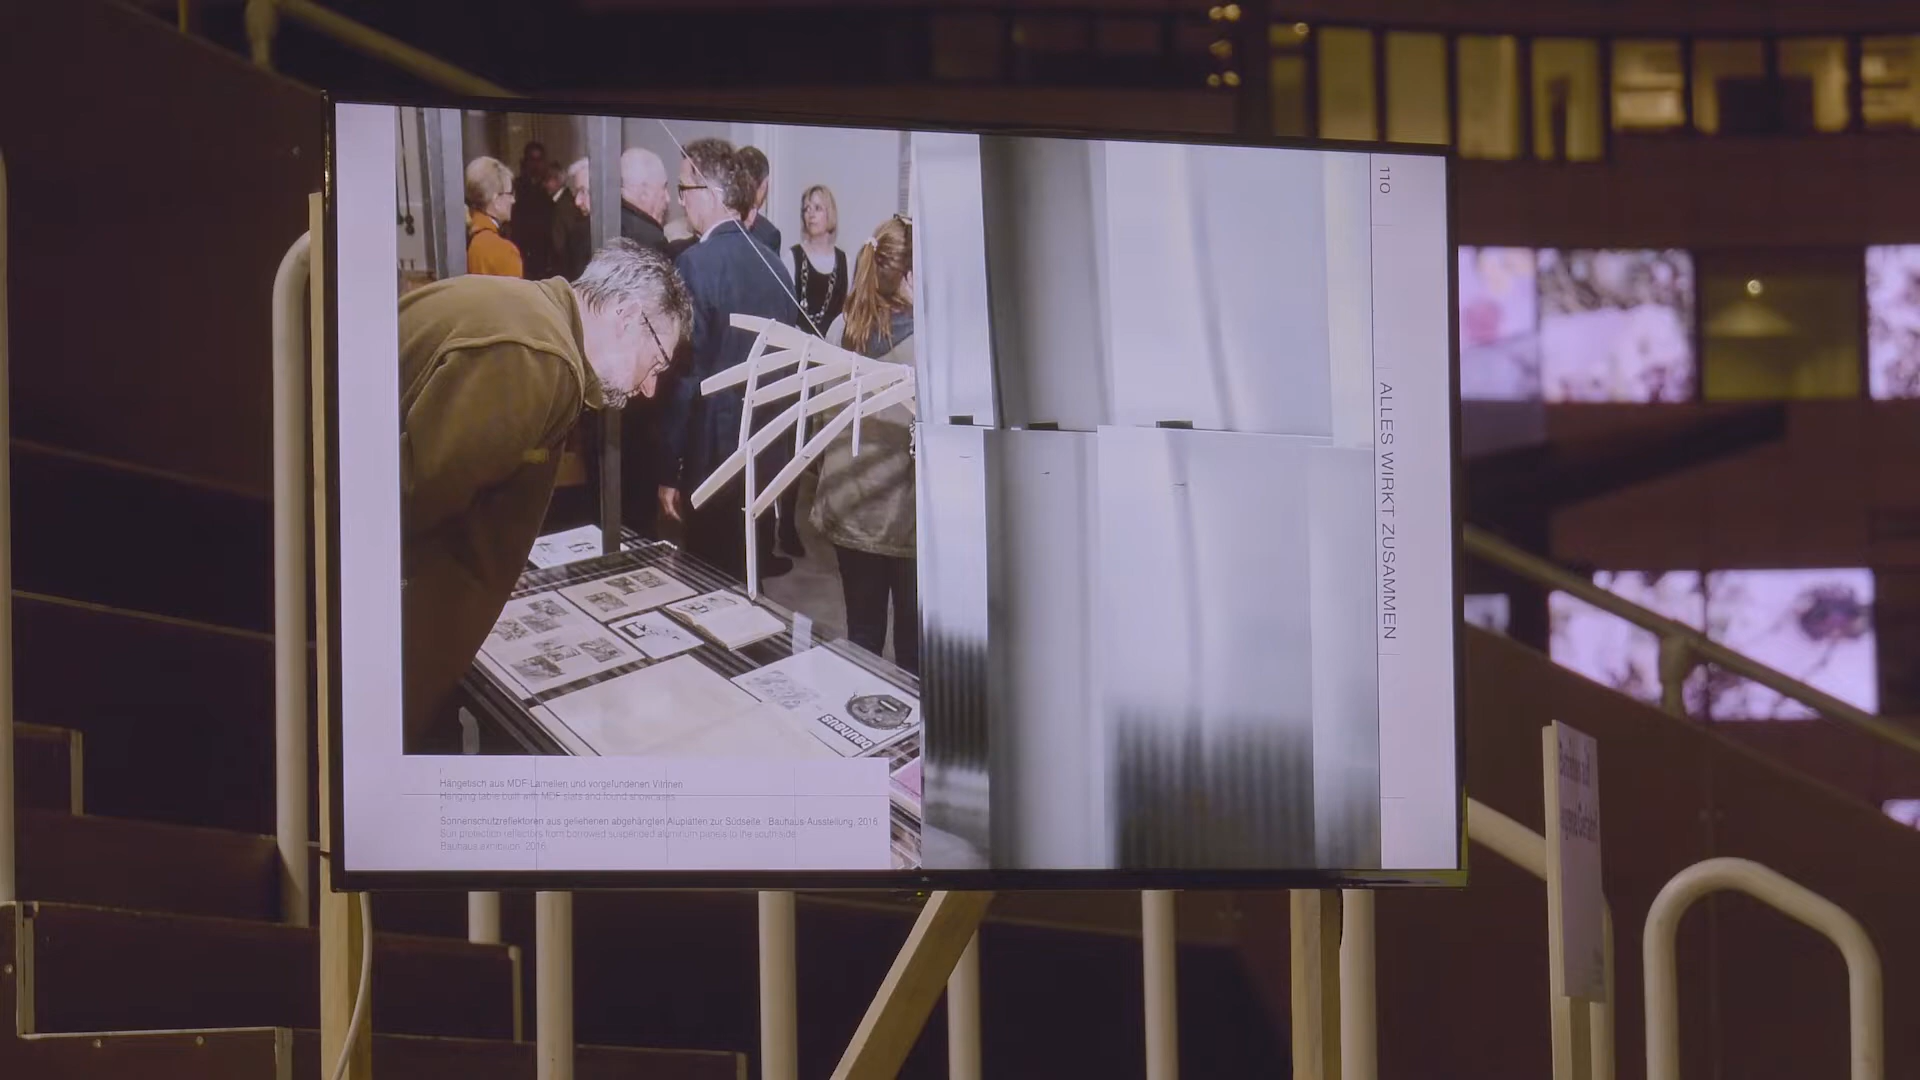 110
ALLES WIRKT ZUSAMMEN
bauhaus
Hängetisch aus MDF-Lamellen und vorgefundenen Vitrinen
Hanging table built with MDF slats and found showcases
Sonnenschutzreflektoren aus geliehenen abgehängten Aluplatten zur Südseite, Bauhaus-Ausstellung, 2016
Sun protection reflectors from borrowed suspended aluminium panels to the south side
Bauhaus exhibition, 2016